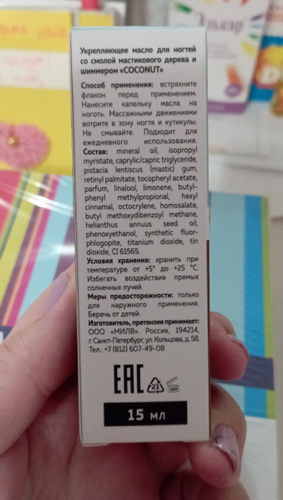 Элькар
Укрепляющее масло для ногтей
со смолой мастикового дерева и
шиммером «COCONUT»
Способ применения: встряхните
флакон перед применением.
Нанесите капельку масла на
ноготь. Массажными движениями
вотрите в зону ногтя и кутикулы.
Не смывайте. Подходит для
ежедневного использования.
Состав: mineral oil, isopropyl
myristate, caprylic/capric triglyceride,
pistacia lentiscus (mastic) gum,
retinyl palmitate, tocopheryl acetate,
parfum, linalool, limonene, butyl-
phenyl methylpropional, hexyl
cinnamal, octocrylene, homosalate,
butyl methoxydibenzoyl methane,
helianthus annuus seed oil,
phenoxyethanol, synthetic fluor-
phlogopite, titanium dioxide, tin
dioxide, CI 61565
Условия хранения: хранить при
температуре от +5° до +25 °C.
Избегать воздействия прямых
солнечных лучей.
Меры предосторожности: только
для наружного применения.
Беречь от детей.
Изготовитель, претензии принимает:
ООО «МИЛВ». Россия, 194214,
г. Санкт-Петербург, ул. Кольцова, д.58.
Тел.: +7 (812) 607-49-08
ЕАС
21
15 мл